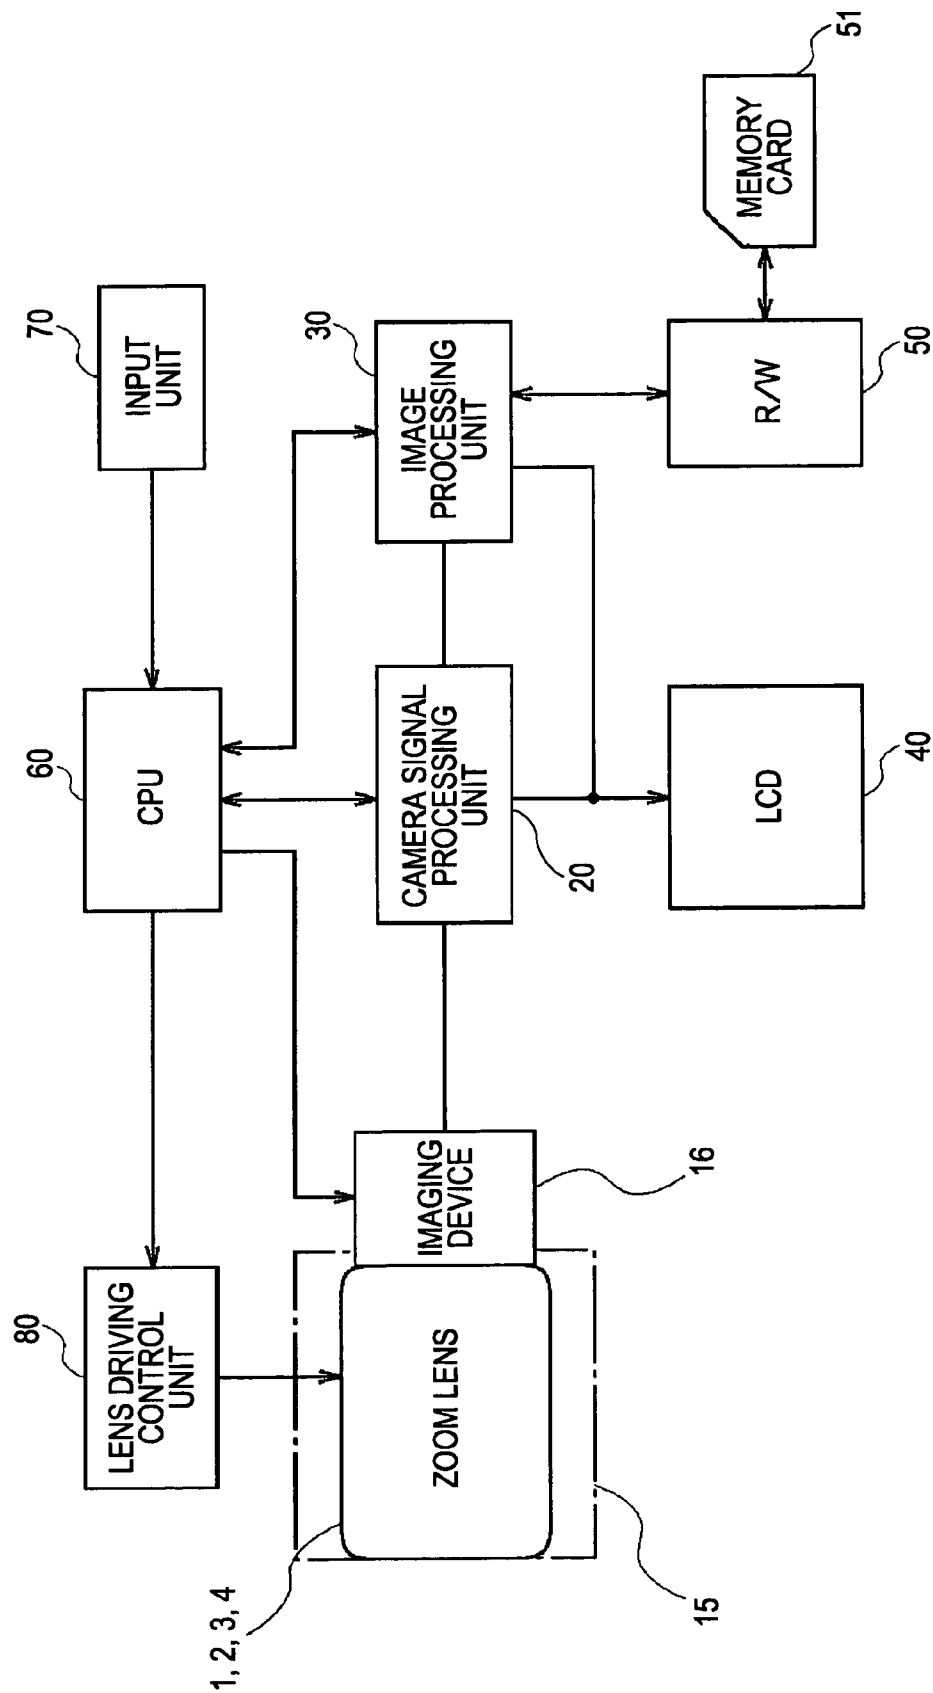 80
LENS DRIVING
CONTROL
UNIT
60
CPU
70
INPUT
UNIT
1, 2, 3, 4
ZOOM LENS
15
IMAGING
DEVICE
16
CAMERA SIGNAL
PROCESSING
UNIT
20
30
IMAGE
PROCESSING
UNIT
LCD
40
R/W
50
MEMORY
CARD
51